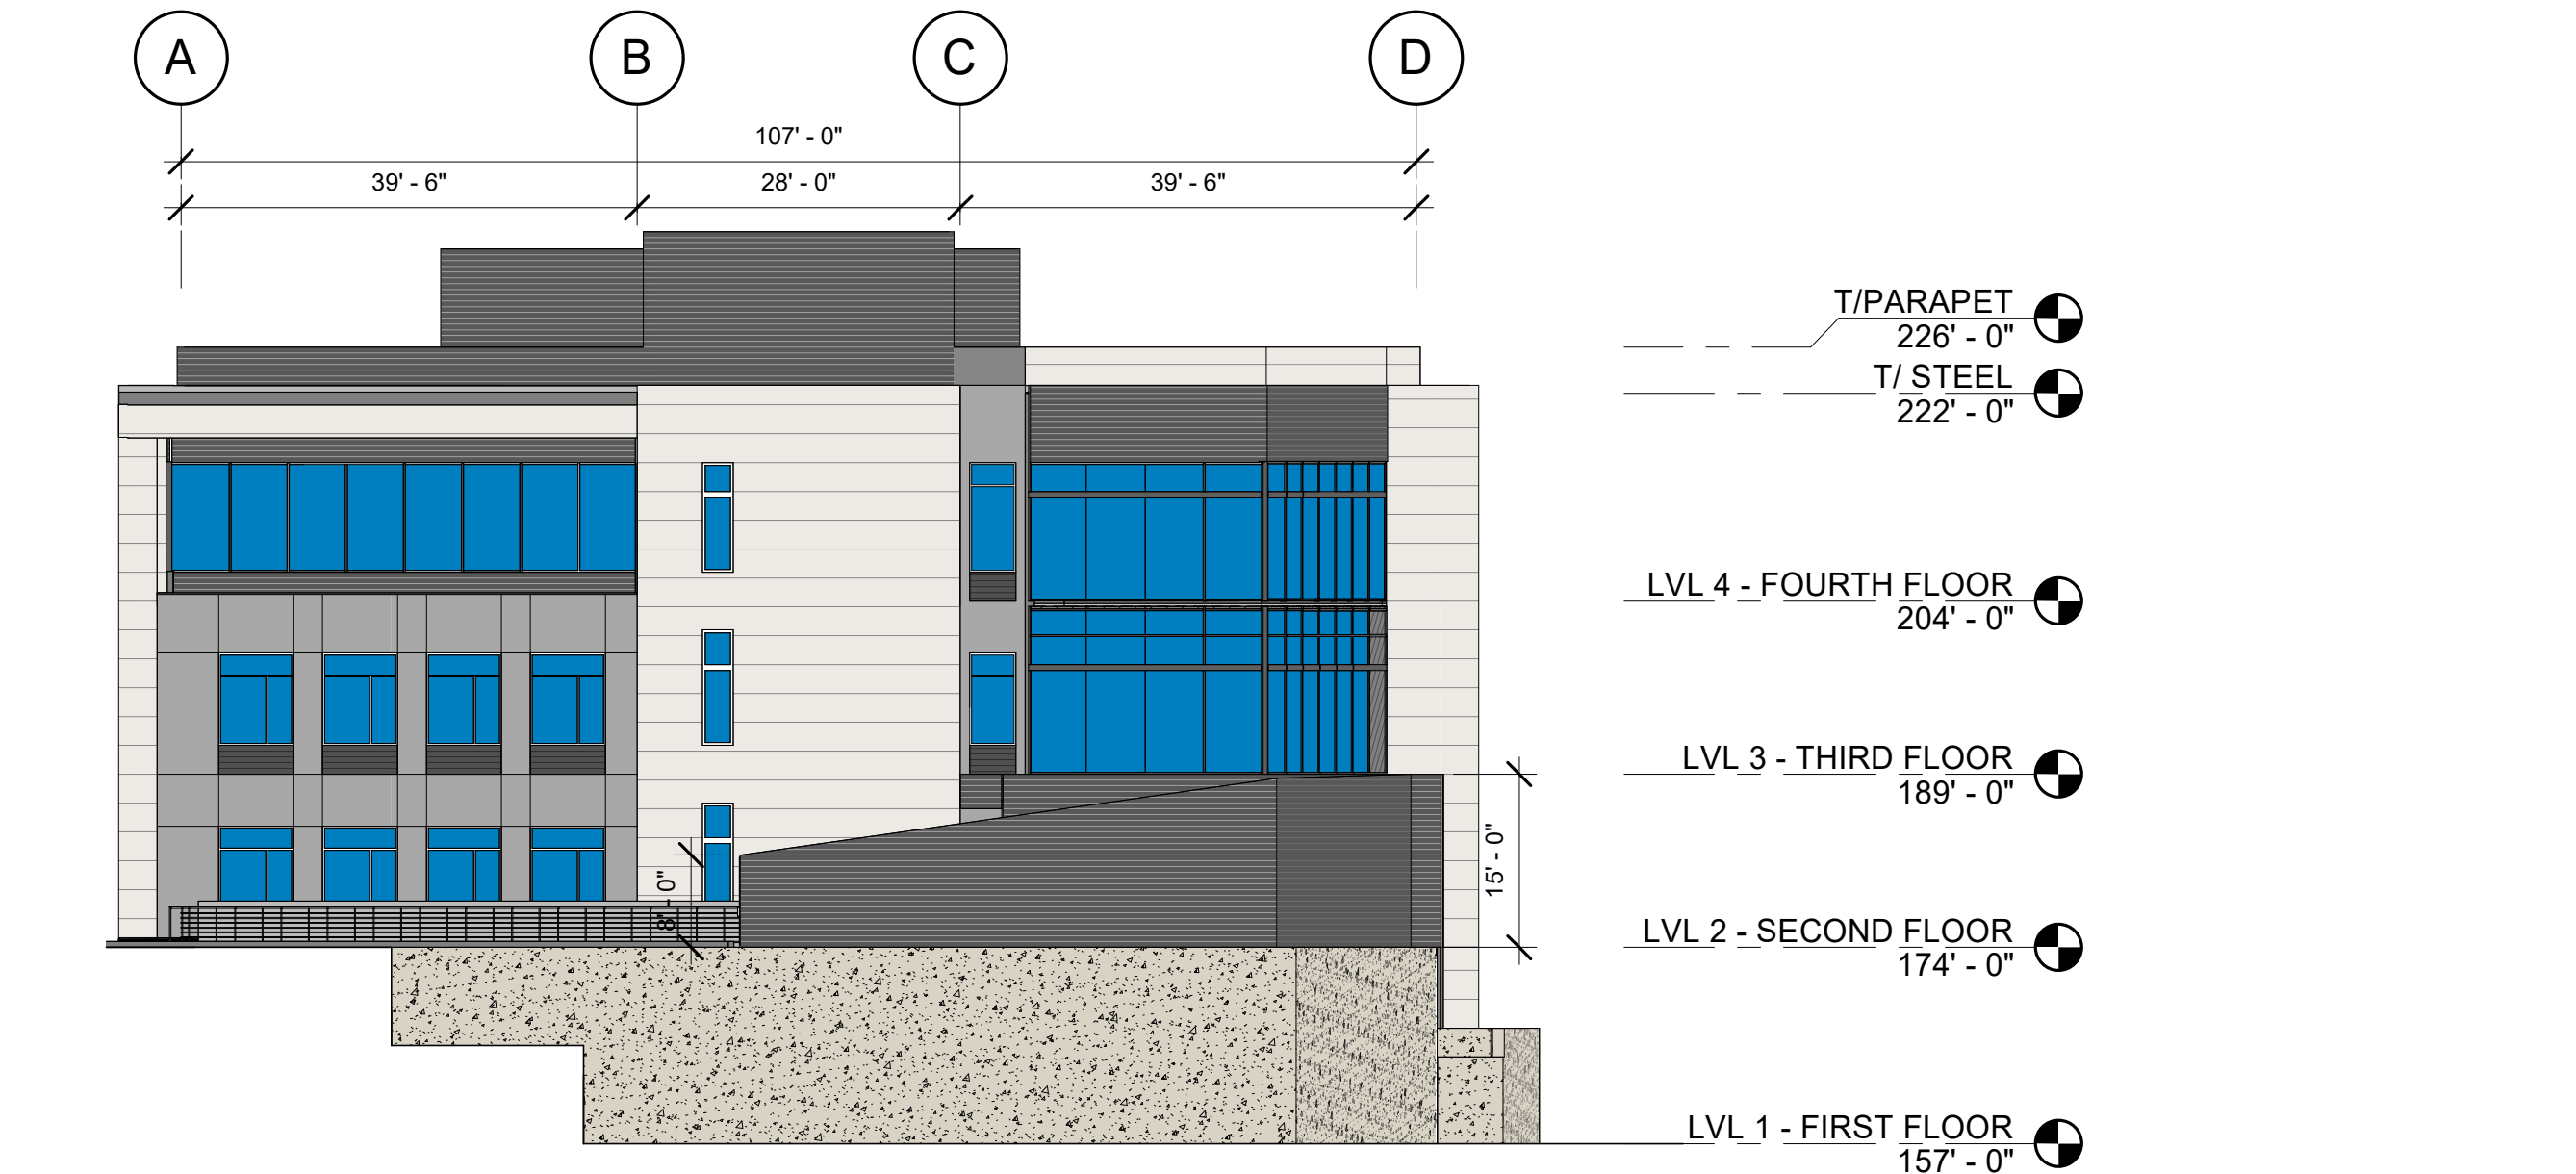 A B C D
107' - 0"
39' - 6" 28' - 0" 39' - 6"
T/PARAPET
226' - 0"
T/ STEEL
222' - 0"
LVL 4 - FOURTH FLOOR
204' - 0"
LVL 3 - THIRD FLOOR
189' - 0"
15' - 0"
8' - 0"
LVL 2 - SECOND FLOOR
174' - 0"
LVL 1 - FIRST FLOOR
157' - 0"